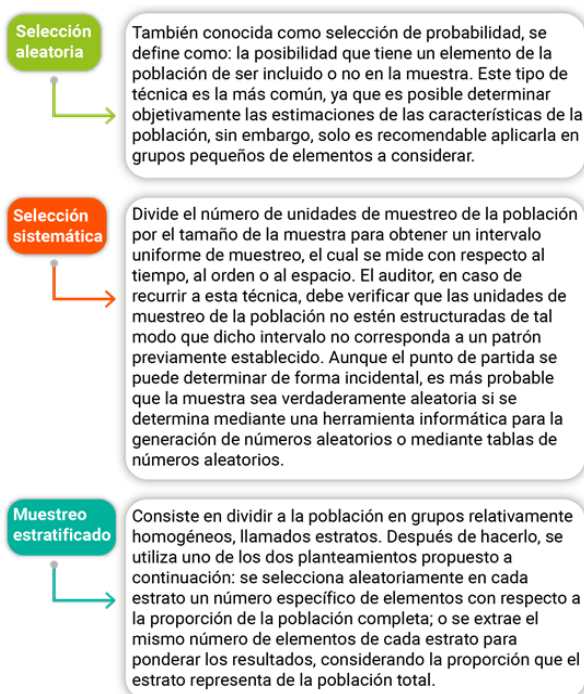 Selección
aleatoria
También conocida como selección de probabilidad, se
define como: la posibilidad que tiene un elemento de la
población de ser incluido o no en la muestra. Este tipo de
técnica es la más común, ya que es posible determinar
objetivamente las estimaciones de las características de la
población, sin embargo, solo es recomendable aplicarla en
grupos pequeños de elementos a considerar.
Selección
sistemática
Divide el número de unidades de muestreo de la población
por el tamaño de la muestra para obtener un intervalo
uniforme de muestreo, el cual se mide con respecto al
tiempo, al orden o al espacio. El auditor, en caso de
recurrir a esta técnica, debe verificar que las unidades de
muestreo de la población no estén estructuradas de tal
modo que dicho intervalo no corresponda a un patrón
previamente establecido. Aunque el punto de partida se
puede determinar de forma incidental, es más probable
que la muestra sea verdaderamente aleatoria si se
determina mediante una herramienta informática para la
generación de números aleatorios o mediante tablas de
números aleatorios.
Muestreo
estratificado
Consiste en dividir a la población en grupos relativamente
homogéneos, llamados estratos. Después de hacerlo, se
utiliza uno de los dos planteamientos propuesto a
continuación: se selecciona aleatoriamente en cada
estrato un número específico de elementos con respecto a
la proporción de la población completa; o se extrae el
mismo número de elementos de cada estrato para
ponderar los resultados, considerando la proporción que el
estrato representa de la población total.